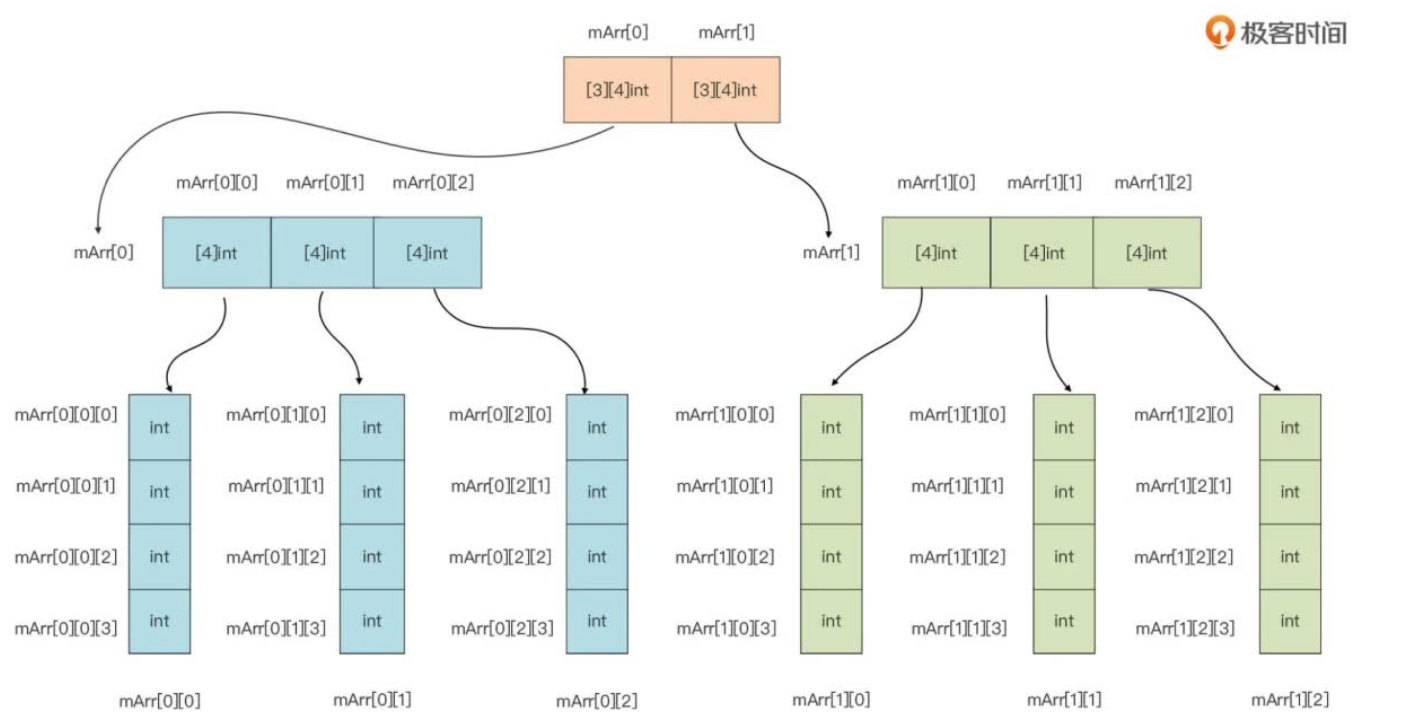 极客时间
mArr[0] mArr[1]
[3][4]int [3][4]int
mArr[0][0] mArr[0][1] mArr[0][2] mArr[1][0] mArr[1][1] mArr[1][2]
mArr[0] [4]int [4]int [4]int mArr[1] [4]int [4]int [4]int
mArr[0][0][0] int mArr[0][1][0] int mArr[0][2][0] int mArr[1][0][0] int mArr[1][1][0] int mArr[1][2][0] int
mArr[0][0][1] int mArr[0][1][1] int mArr[0][2][1] int mArr[1][0][1] int mArr[1][1][1] int mArr[1][2][1] int
mArr[0][0][2] int mArr[0][1][2] int mArr[0][2][2] int mArr[1][0][2] int mArr[1][1][2] int mArr[1][2][2] int
mArr[0][0][3] int mArr[0][1][3] int mArr[0][2][3] int mArr[1][0][3] int mArr[1][1][3] int mArr[1][2][3] int
mArr[0][0] mArr[0][1] mArr[0][2] mArr[1][0] mArr[1][1] mArr[1][2]